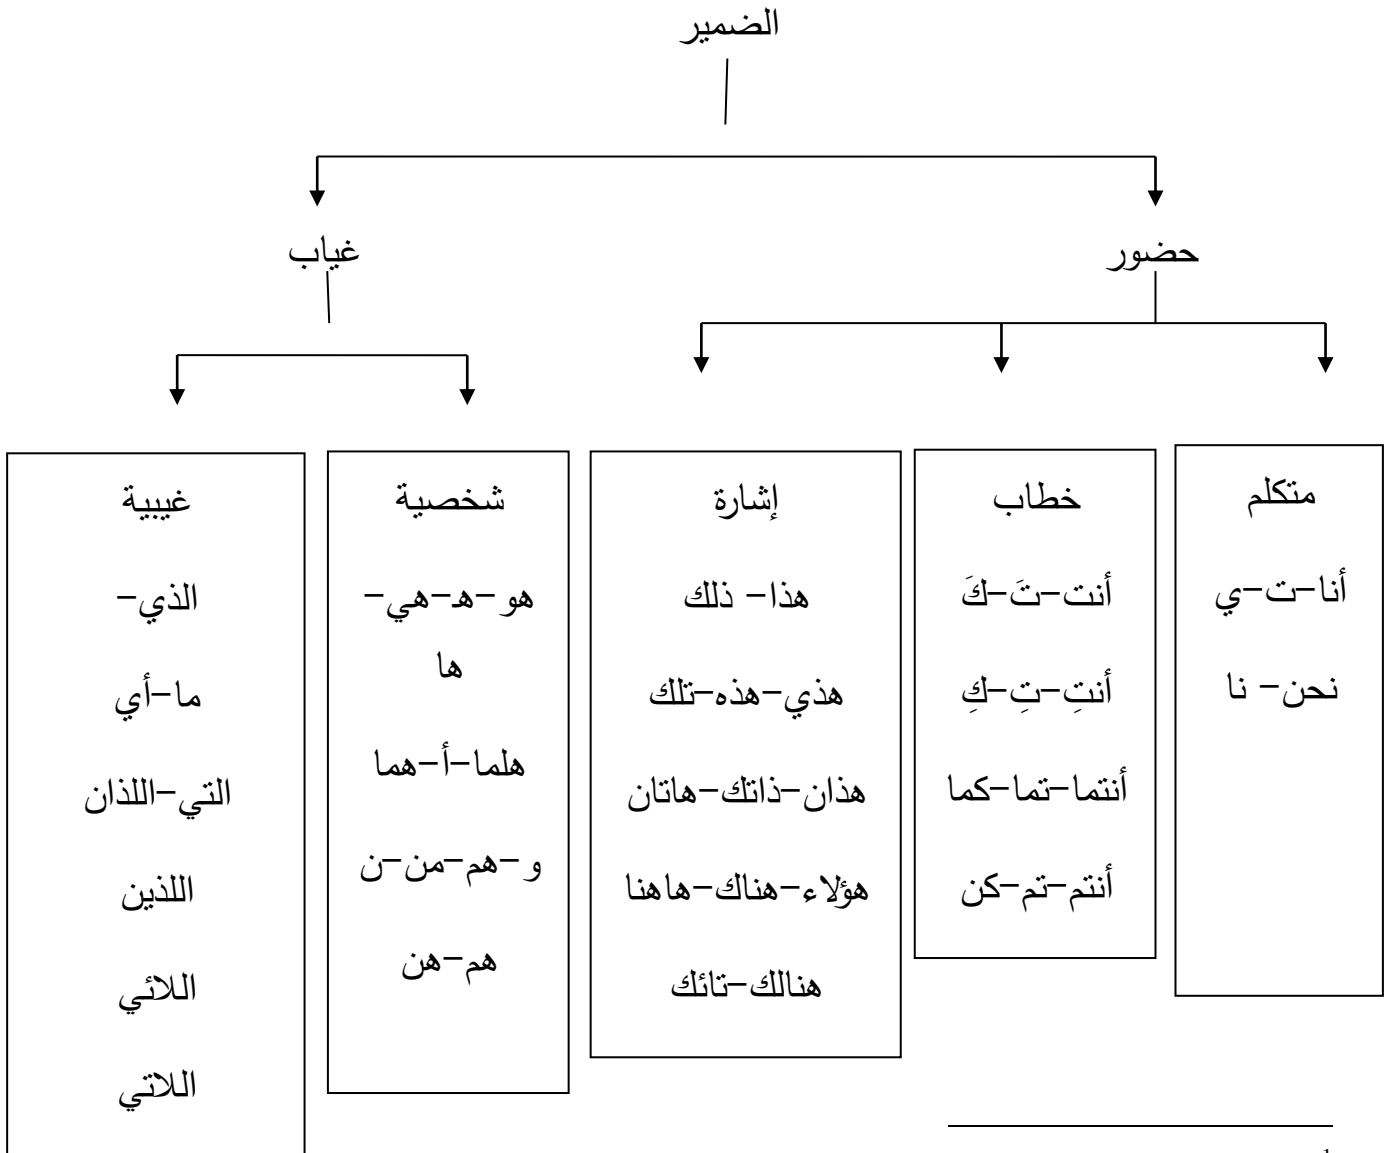 الضمير
حضور
غياب
متكلم
أنا-ت-ي
نحن- نا
خطاب
أنت-تَ-كَ
أنتِ-تِ-كِ
أنتما-تما-كما
أنتم-تم-كن
إشارة
هذا- ذلك
هذي-هذه-تلك
هذان-ذاتك-هاتان
هؤلاء-هناك-هاهنا
هنالك-تائك
شخصية
هو-هـ-هي-
ها
هلما-أ-هما
و-هم-من-ن
هم-هن
غيبية
الذي-
ما-أي
التي-اللذان
اللذين
اللائي
اللاتي